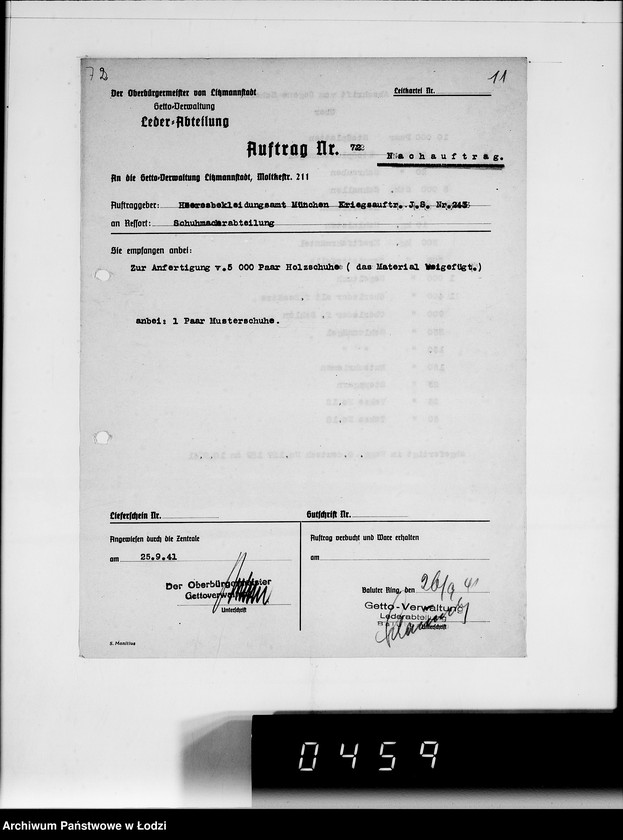 72
11
Der Oberbürgermeister von Litzmannstadt
Leitkartei Nr.
Getto-Verwaltung
Leder-Abteilung
Auftrag Nr. 72
Nachauftrag.
An die Getto-Verwaltung Litzmannstadt, Moltkestr. 211
Auftraggeber: Heeresbekleidungsamt München Kriegsauftr. J.S. Nr.243
an Ressort: Schuhmacherabteilung
Sie empfangen anbei:
Zur Anfertigung v.5 000 Paar Holzschuhe ( das Material beigefügt.)
anbei: 1 Paar Musterschuhe.
Lieferschein Nr.
Gutschrift Nr.
Angewiesen durch die Zentrale
Auftrag verbucht und Ware erhalten
am 25.9.41
am
Der Oberbürgermeister
Gettoverwaltung
Unterschrift
Baluter Ring, den 26/9 41
Getto-Verwaltung
Lederabteilung
Unterschrift
S. Manitius
0459
Archiwum Państwowe w Łodzi